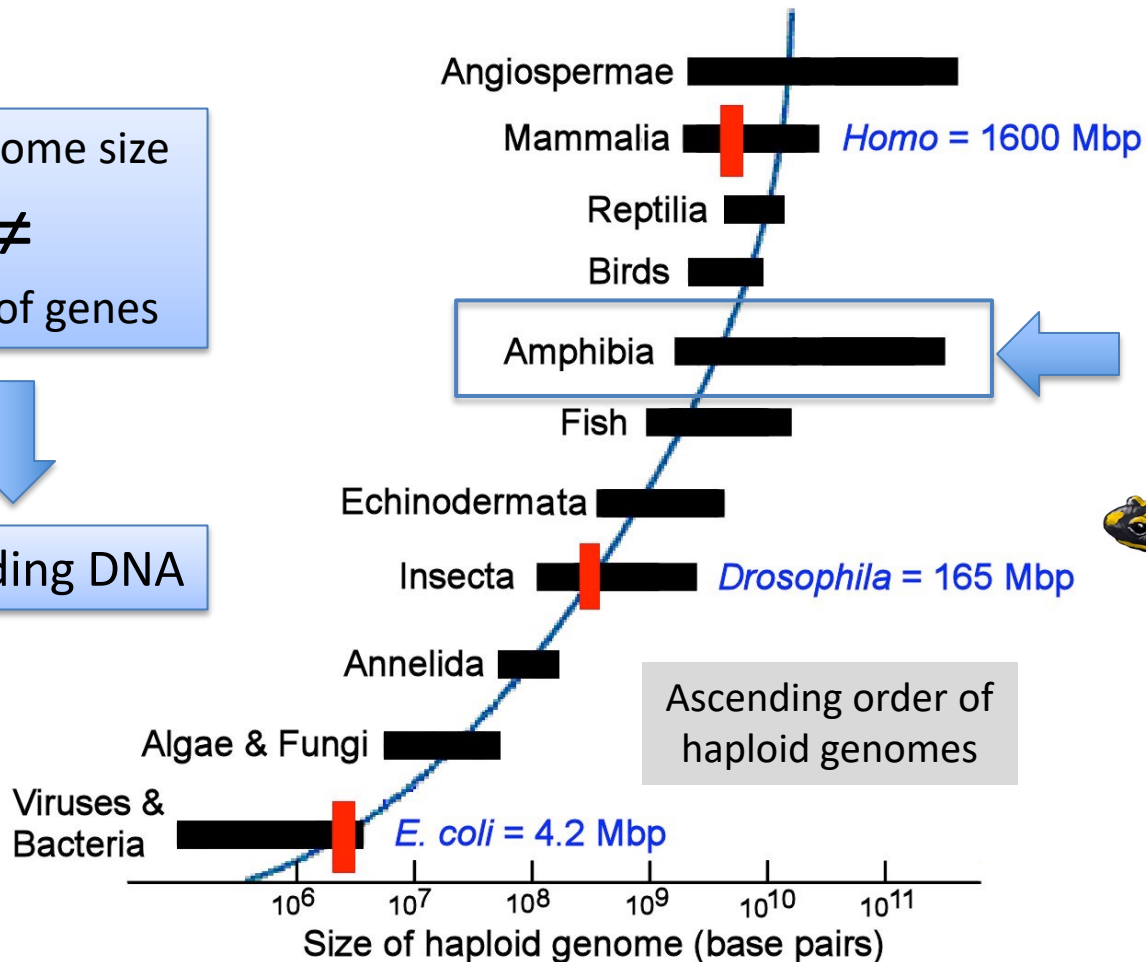 ome size
≠
of genes
ding DNA
Angiospermae
Mammalia
Homo = 1600 Mbp
Reptilia
Birds
Amphibia
Fish
Echinodermata
Insecta
Drosophila = 165 Mbp
Annelida
Ascending order of
haploid genomes
Algae & Fungi
Viruses &
Bacteria
E. coli = 4.2 Mbp
10⁶ 10⁷ 10⁸ 10⁹ 10¹⁰ 10¹¹
Size of haploid genome (base pairs)